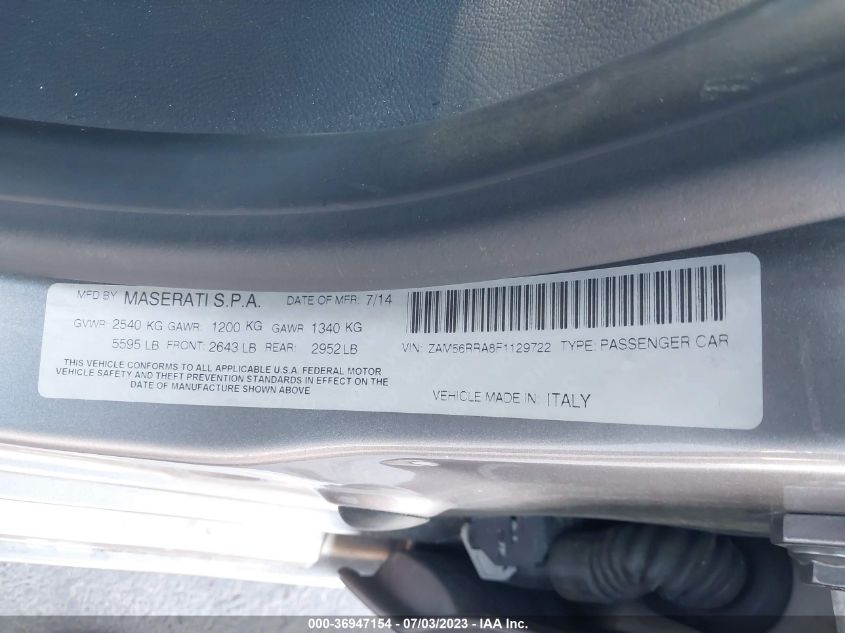 MFD BY MASERATI S.P.A. DATE OF MFR: 7/14
GVWR: 2540 KG GAWR: 1200 KG GAWR 1340 KG
5595 LB FRONT: 2643 LB REAR: 2952 LB
THIS VEHICLE CONFORMS TO ALL APPLICABLE U.S.A. FEDERAL MOTOR
VEHICLE SAFETY AND THEFT PREVENTION STANDARDS IN EFFECT ON THE
DATE OF MANUFACTURE SHOWN ABOVE
VIN: ZAM56RRA8F1129722 TYPE: PASSENGER CAR
VEHICLE MADE IN: ITALY
000-36947154 - 07/03/2023 - IAAI.com